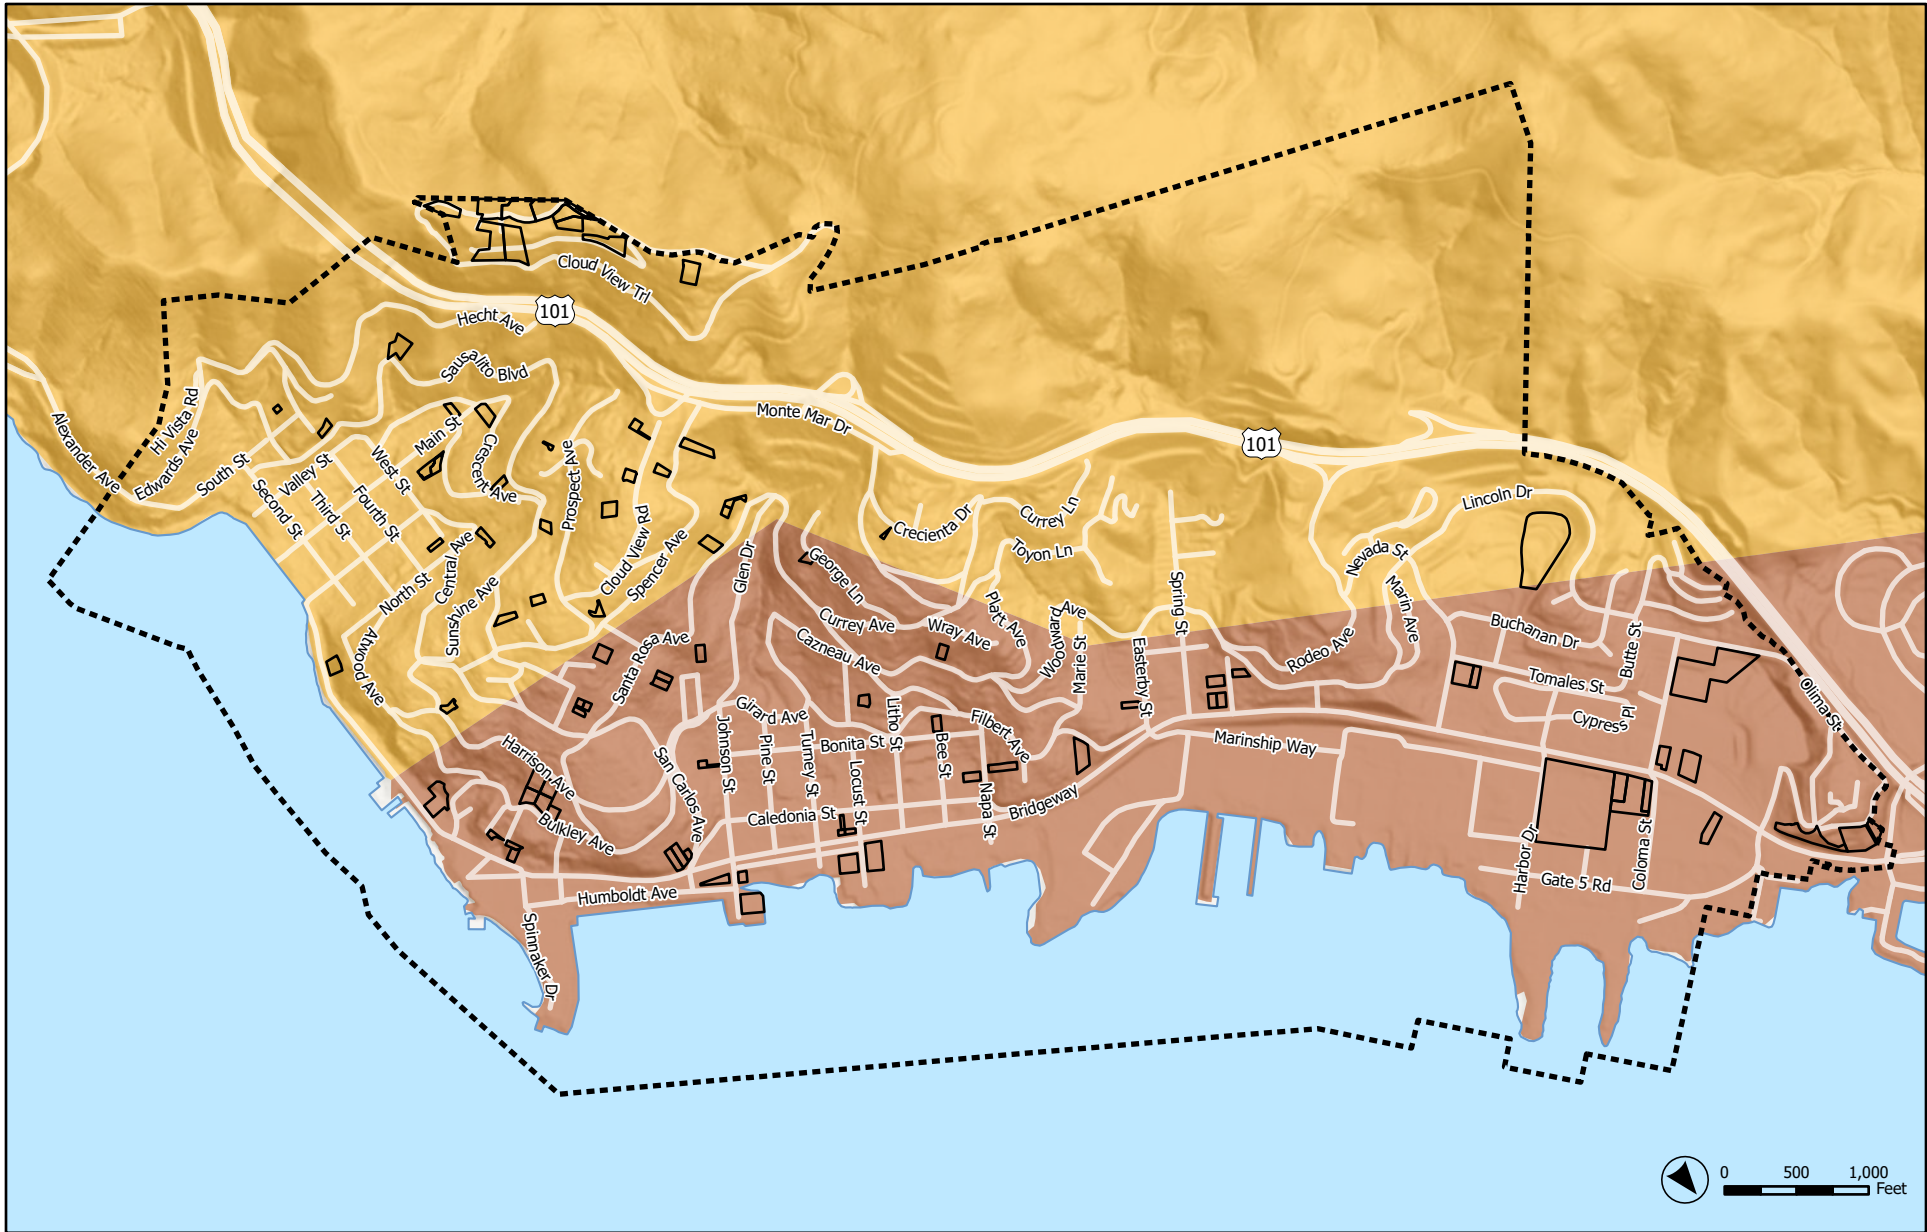 Cloud View Trl
101
Hecht Ave
Sausalito Blvd
Hi Vista Rd
Edwards Ave
Alexander Ave
South St
Valley St
Second St
Third St
Fourth St
West St
Main St
Crescent Ave
Prospect Ave
Cloud View Rd
Spencer Ave
Central Ave
North St
Sunshine Ave
Atwood Ave
Monte Mar Dr
101
Crecienta Dr
Currey Ln
Toyon Ln
Glen Dr
George Ln
Currey Ave
Wray Ave
Platt Ave
Cazneau Ave
Woodward Ave
Marie St
Easterby St
Spring St
Lincoln Dr
Nevada St
Marin Ave
Rodeo Ave
Buchanan Dr
Butte St
Tomales St
Cypress Pl
Olima St
Santa Rosa Ave
Girard Ave
Johnson St
Pine St
Turney St
Bonita St
Locust St
Litho St
Bee St
Filbert Ave
Napa St
Bridgeway
Marinship Way
Harrison Ave
San Carlos Ave
Bulkley Ave
Caledonia St
Humboldt Ave
Spinnaker Dr
Harbor Dr
Coloma St
Gate 5 Rd
0 500 1,000
Feet